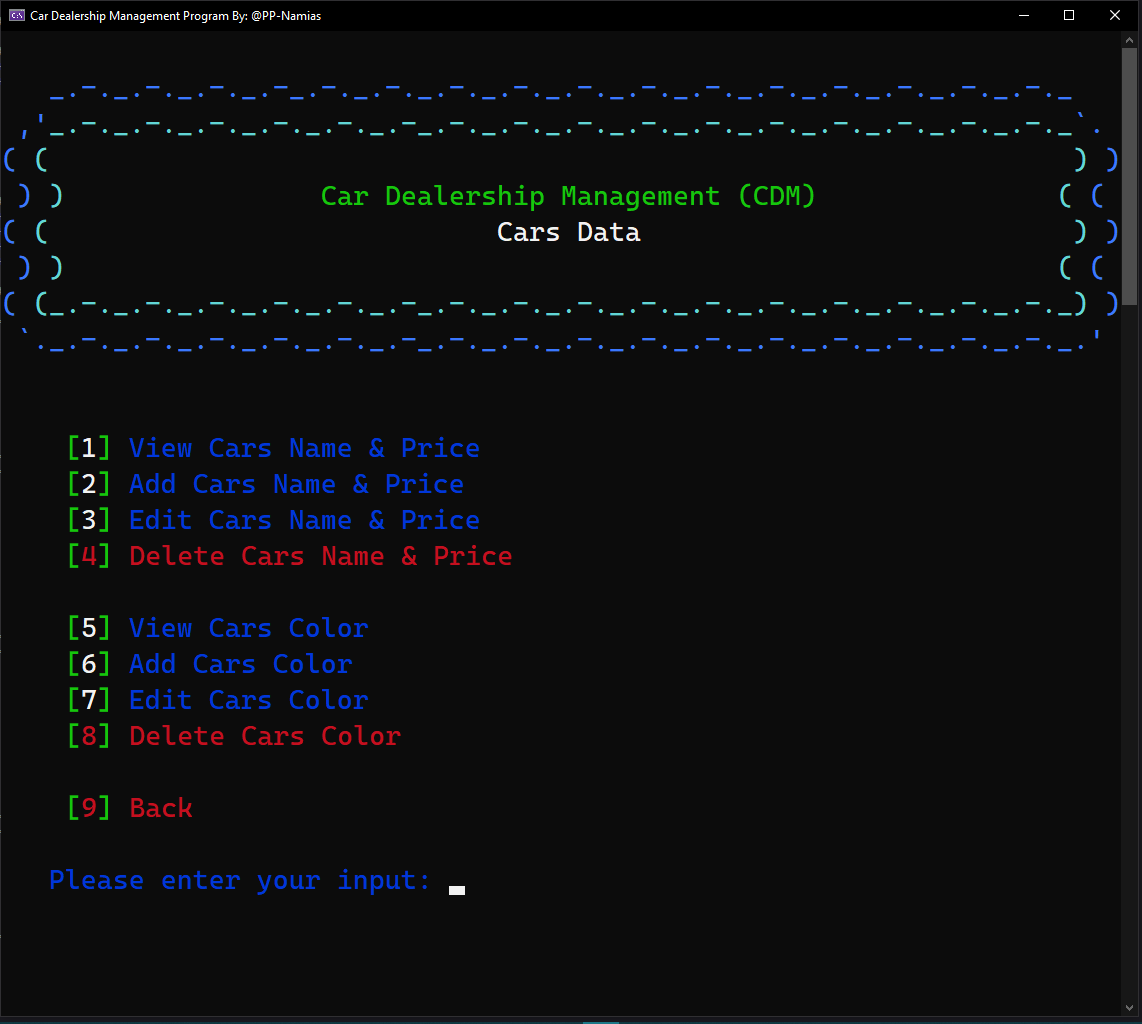 Car Dealership Management Program By: @PP-Namias
Car Dealership Management (CDM)
Cars Data
[1] View Cars Name & Price
[2] Add Cars Name & Price
[3] Edit Cars Name & Price
[4] Delete Cars Name & Price
[5] View Cars Color
[6] Add Cars Color
[7] Edit Cars Color
[8] Delete Cars Color
[9] Back
Please enter your input: